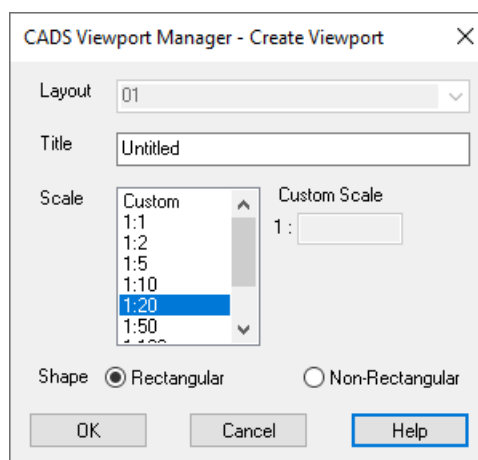 CADS Viewport Manager - Create Viewport
Layout 01
Title Untitled
Scale Custom Custom Scale
1:1 1 :
1:2
1:5
1:10
1:20
1:50
Shape Rectangular Non-Rectangular
OK Cancel Help